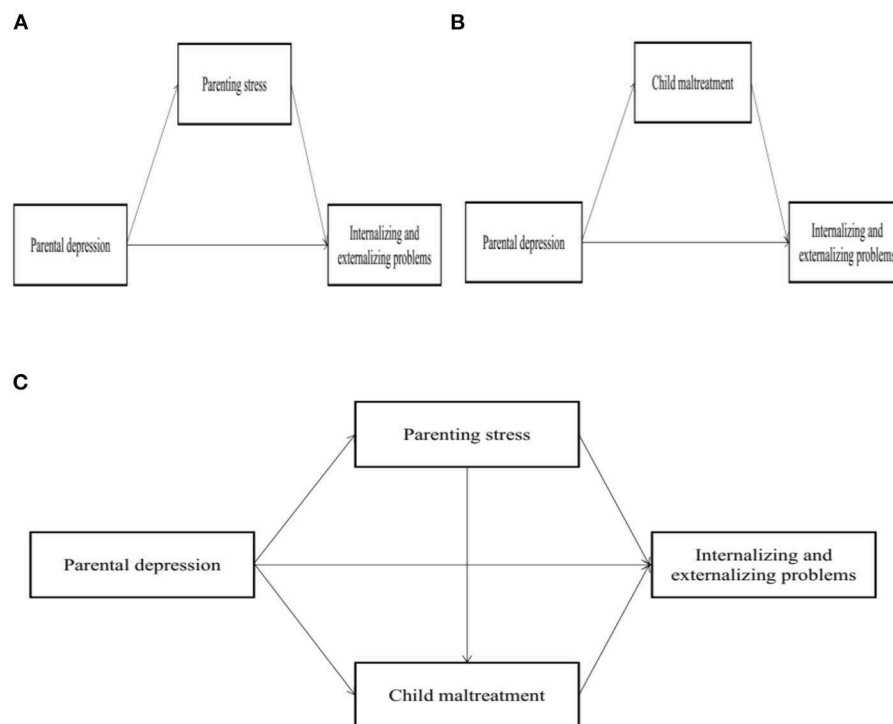 A
Parenting stress
Parental depression
Internalizing and
externalizing problems
B
Child maltreatment
Parental depression
Internalizing and
externalizing problems
C
Parenting stress
Parental depression
Internalizing and
externalizing problems
Child maltreatment